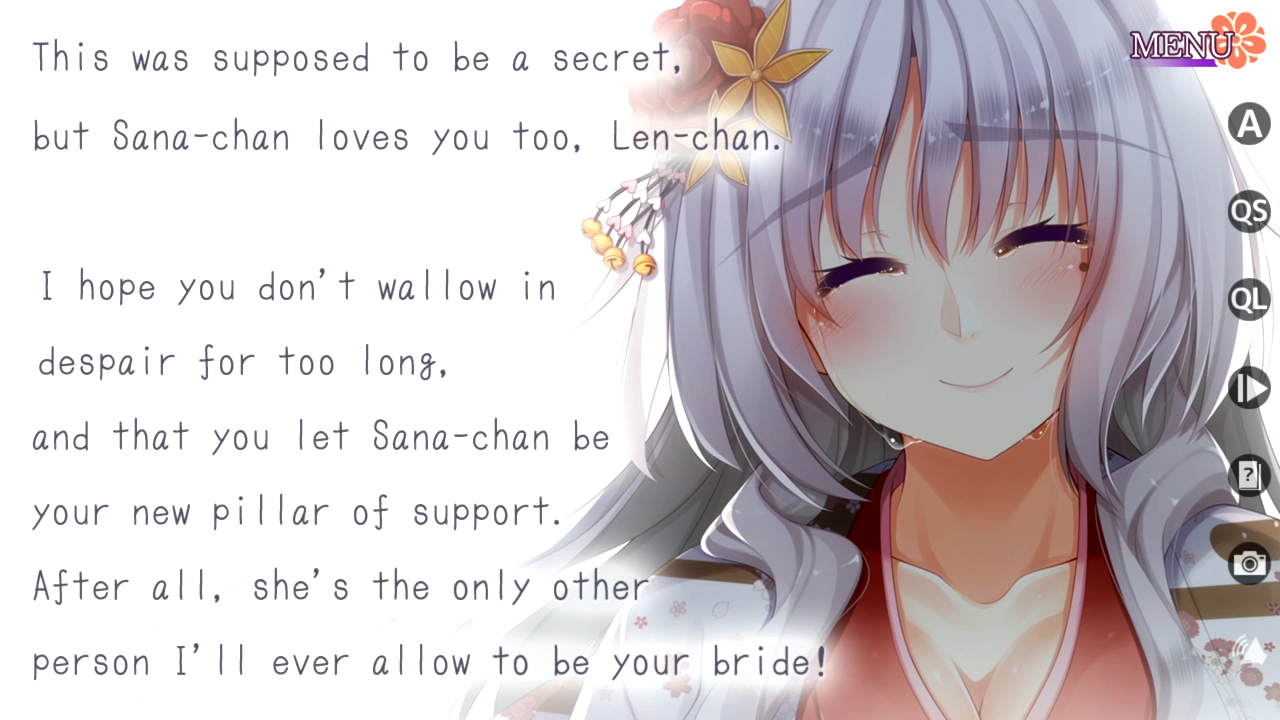 This was supposed to be a secret,
but Sana-chan loves you too, Len-chan.
I hope you don't wallow in
despair for too long,
and that you let Sana-chan be
your new pillar of support.
After all, she's the only other
person I'll ever allow to be your bride!
MENU
A
QS
QL
?